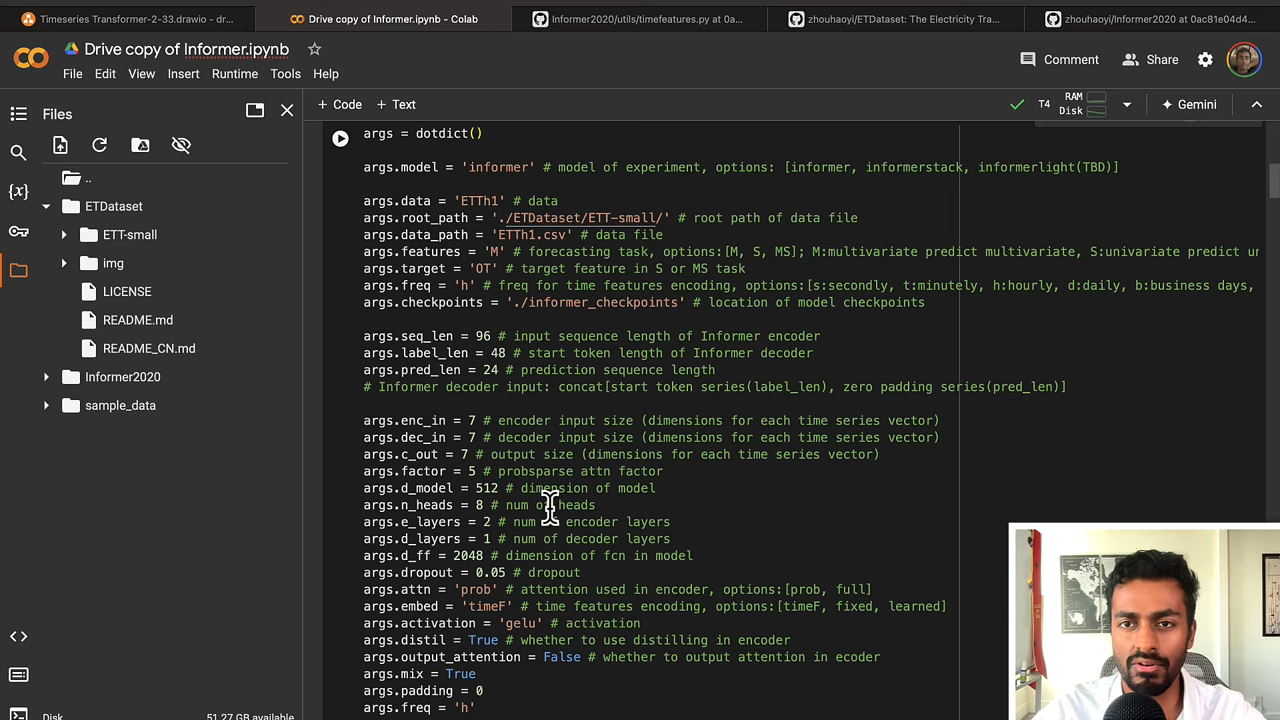 Timeseries Transformer-2-33.drawio - dr...
Drive copy of Informer.ipynb - Colab
Informer2020/utils/timefeatures.py at 0a...
zhouhaoyi/ETDataset: The Electricity Tra...
zhouhaoyi/Informer2020 at 0ac81e04d4...
Drive copy of Informer.ipynb
Comment
Share
File Edit View Insert Runtime Tools Help
Files
+ Code + Text
T4
RAM
Disk
Gemini
..
ETDataset
ETT-small
img
LICENSE
README.md
README_CN.md
Informer2020
sample_data
{x}
Disk
51.27 GB available
args = dotdict()
args.model = 'informer' # model of experiment, options: [informer, informerstack, informerlight(TBD)]
args.data = 'ETTh1' # data
args.root_path = './ETDataset/ETT-small/' # root path of data file
args.data_path = 'ETTh1.csv' # data file
args.features = 'M' # forecasting task, options:[M, S, MS]; M:multivariate predict multivariate, S:univariate predict un
args.target = 'OT' # target feature in S or MS task
args.freq = 'h' # freq for time features encoding, options:[s:secondly, t:minutely, h:hourly, d:daily, b:business days,
args.checkpoints = './informer_checkpoints' # location of model checkpoints
args.seq_len = 96 # input sequence length of Informer encoder
args.label_len = 48 # start token length of Informer decoder
args.pred_len = 24 # prediction sequence length
# Informer decoder input: concat[start token series(label_len), zero padding series(pred_len)]
args.enc_in = 7 # encoder input size (dimensions for each time series vector)
args.dec_in = 7 # decoder input size (dimensions for each time series vector)
args.c_out = 7 # output size (dimensions for each time series vector)
args.factor = 5 # probsparse attn factor
args.d_model = 512 # dimension of model
args.n_heads = 8 # num of heads
args.e_layers = 2 # num of encoder layers
args.d_layers = 1 # num of decoder layers
args.d_ff = 2048 # dimension of fcn in model
args.dropout = 0.05 # dropout
args.attn = 'prob' # attention used in encoder, options:[prob, full]
args.embed = 'timeF' # time features encoding, options:[timeF, fixed, learned]
args.activation = 'gelu' # activation
args.distil = True # whether to use distilling in encoder
args.output_attention = False # whether to output attention in ecoder
args.mix = True
args.padding = 0
args.freq = 'h'